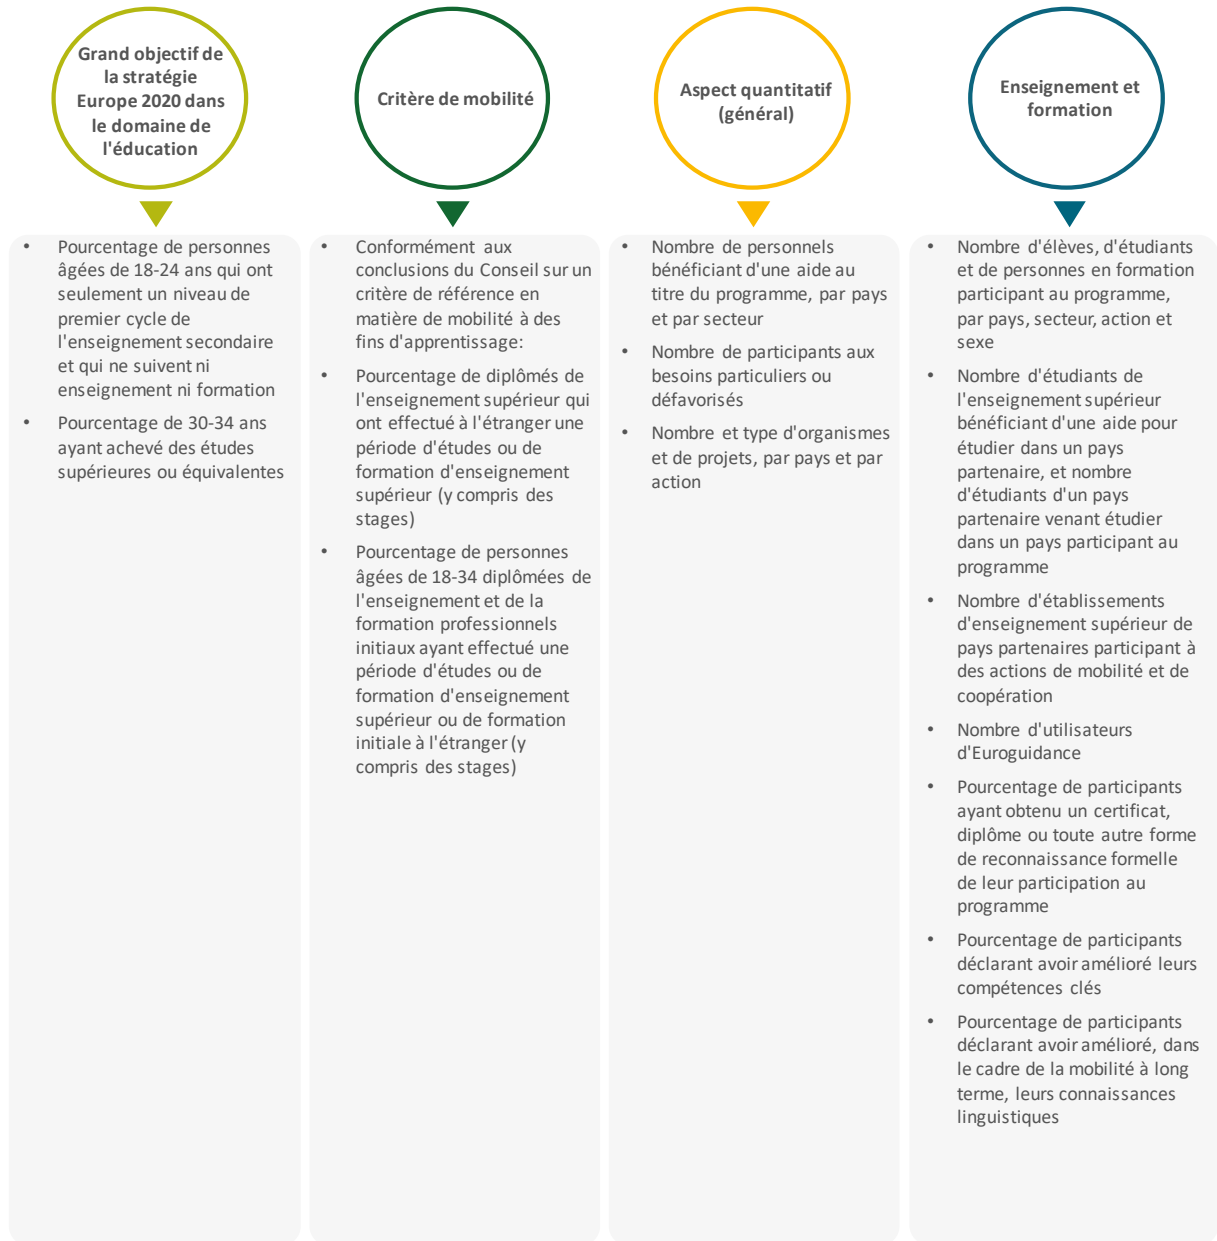 Grand objectif de
la stratégie
Europe 2020 dans
le domaine de
l'éducation
Critère de mobilité
Aspect quantitatif
(général)
Enseignement et
formation
• Pourcentage de personnes
âgées de 18-24 ans qui ont
seulement un niveau de
premier cycle de
l'enseignement secondaire
et qui ne suivent ni
enseignement ni formation
• Pourcentage de 30-34 ans
ayant achevé des études
supérieures ou équivalentes
• Conformément aux
conclusions du Conseil sur un
critère de référence en
matière de mobilité à des
fins d'apprentissage:
• Pourcentage de diplômés de
l'enseignement supérieur qui
ont effectué à l'étranger une
période d'études ou de
formation d'enseignement
supérieur (y compris des
stages)
• Pourcentage de personnes
âgées de 18-34 diplômées de
l'enseignement et de la
formation professionnels
initiaux ayant effectué une
période d'études ou de
formation d'enseignement
supérieur ou de formation
initiale à l'étranger (y
compris des stages)
• Nombre de personnels
bénéficiant d'une aide au
titre du programme, par pays
et par secteur
• Nombre de participants aux
besoins particuliers ou
défavorisés
• Nombre et type d'organismes
et de projets, par pays et par
action
• Nombre d'élèves, d'étudiants
et de personnes en formation
participant au programme,
par pays, secteur, action et
sexe
• Nombre d'étudiants de
l'enseignement supérieur
bénéficiant d'une aide pour
étudier dans un pays
partenaire, et nombre
d'étudiants d'un pays
partenaire venant étudier
dans un pays participant au
programme
• Nombre d'établissements
d'enseignement supérieur de
pays partenaires participant à
des actions de mobilité et de
coopération
• Nombre d'utilisateurs
d'Euroguidance
• Pourcentage de participants
ayant obtenu un certificat,
diplôme ou toute autre forme
de reconnaissance formelle
de leur participation au
programme
• Pourcentage de participants
déclarant avoir amélioré leurs
compétences clés
• Pourcentage de participants
déclarant avoir amélioré, dans
le cadre de la mobilité à long
terme, leurs connaissances
linguistiques